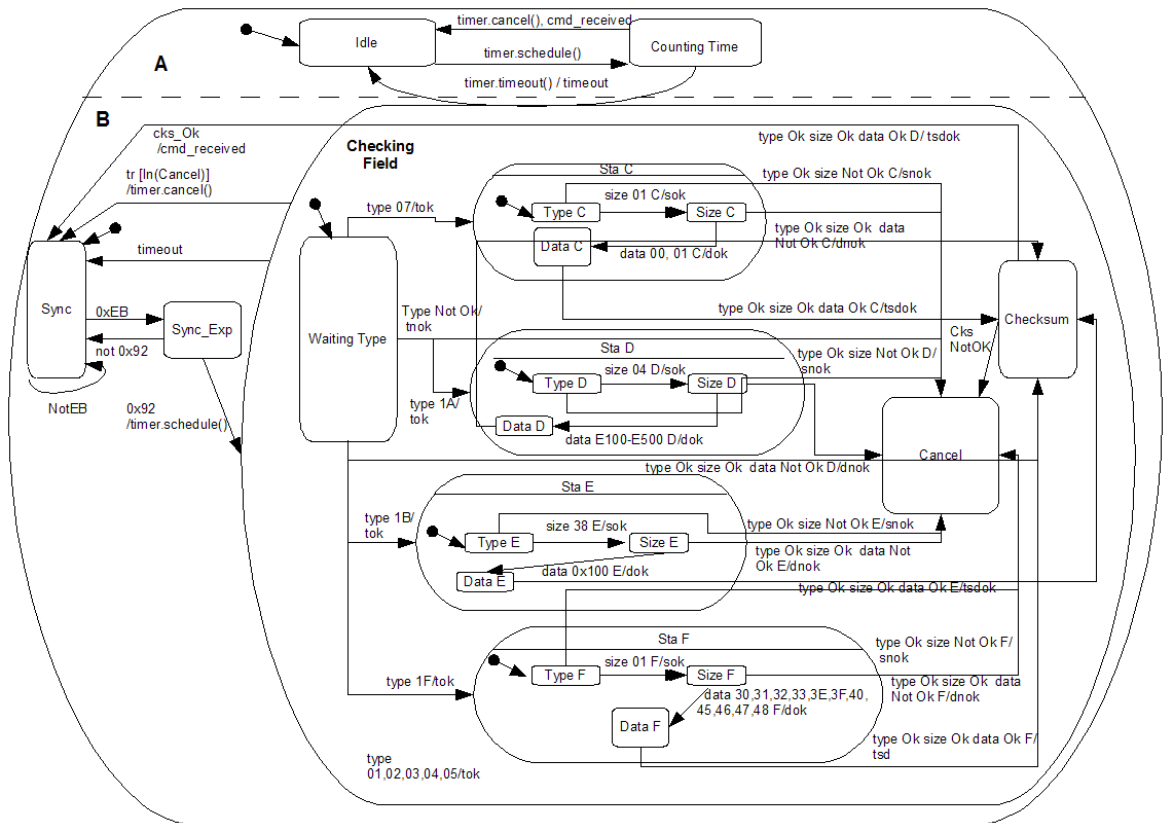 timer.cancel(), cmd_received
Idle
Counting Time
timer.schedule()
A
timer.timeout() / timeout
B
cks_Ok
/cmd_received
type Ok size Ok data Ok D/ tsdok
Checking
Field
tr [In(Cancel)]
/timer.cancel()
Sta C
type Ok size Not Ok C/snok
size 01 C/sok
type 07/tok
Type C
Size C
type Ok size Ok data
Not Ok C/dnok
Data C
data 00, 01 C/dok
timeout
Sync
0xEB
Sync_Exp
not 0x92
NotEB
0x92
/timer.schedule()
Waiting Type
Type Not Ok/
tnok
type Ok size Ok data Ok C/tsdok
Checksum
Cks
NotOK
Sta D
type Ok size Not Ok D/
snok
size 04 D/sok
Type D
Size D
type 1A/
tok
Data D
data E100-E500 D/dok
Cancel
type Ok size Ok data Not Ok D/dnok
Sta E
type 1B/
tok
size 38 E/sok
type Ok size Not Ok E/snok
Type E
Size E
type Ok size Ok data Not
Ok E/dnok
data 0x100 E/dok
Data E
type Ok size Ok data Ok E/tsdok
Sta F
type Ok size Not Ok F/
snok
size 01 F/sok
Type F
Size F
type 1F/tok
type Ok size Ok data
Not Ok F/dnok
data 30,31,32,33,3E,3F,40,
45,46,47,48 F/dok
Data F
type Ok size Ok data Ok F/
tsd
type
01,02,03,04,05/tok